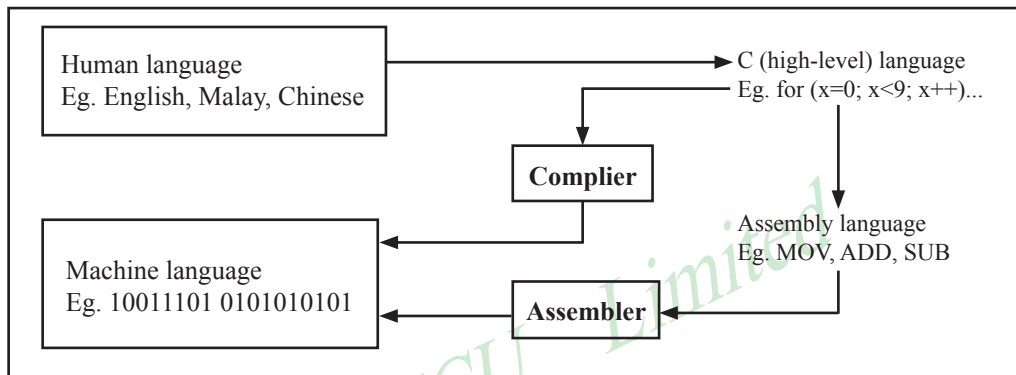 Human language
Eg. English, Malay, Chinese
C (high-level) language
Eg. for (x=0; x<9; x++)...
Complier
Assembly language
Eg. MOV, ADD, SUB
Machine language
Eg. 10011101 0101010101
Assembler
Limited